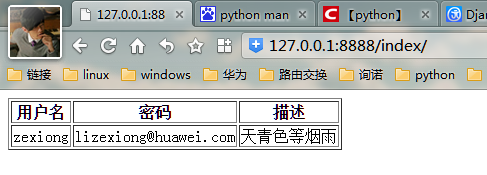 127.0.0.1:88
python man
【python】
Djan
127.0.0.1:8888/index/
链接 linux windows 华为 路由交换 询诺 python
用户名 密码 描述
zexiong lizexiong@huawei.com 天青色等烟雨